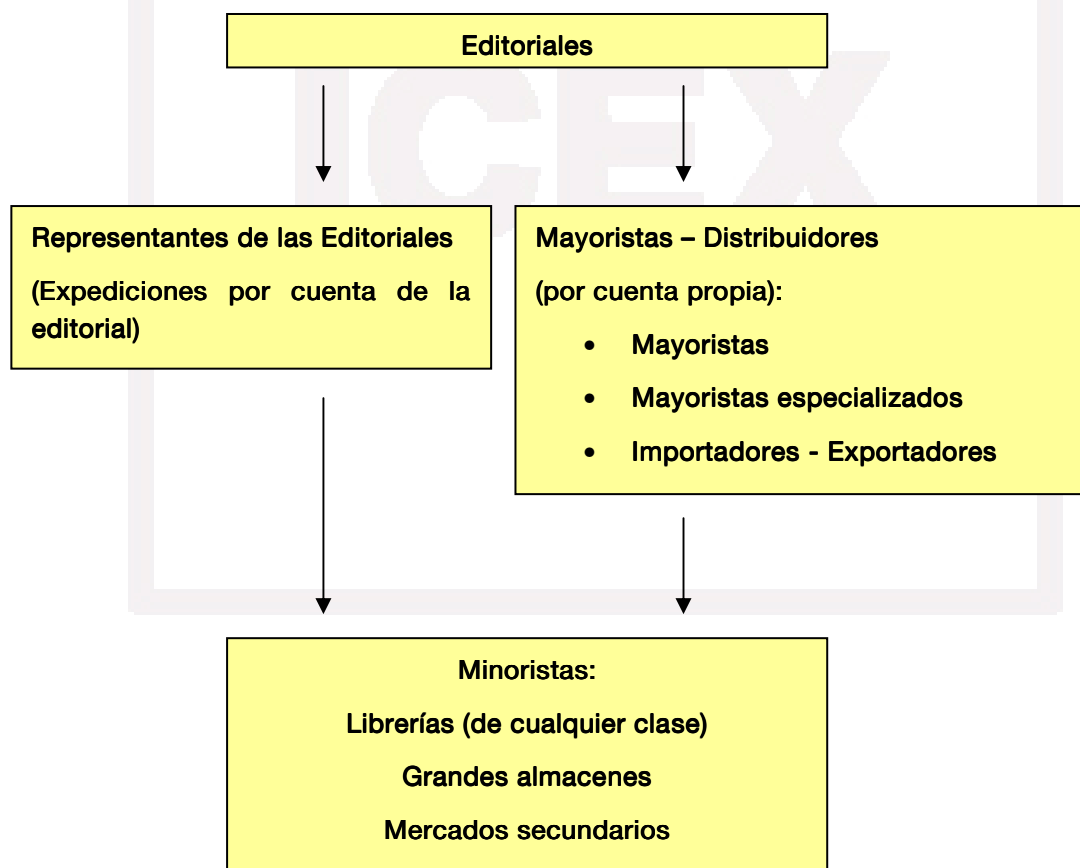 ICEX
Editoriales
Representantes de las Editoriales
(Expediciones por cuenta de la
editorial)
Mayoristas – Distribuidores
(por cuenta propia):
• Mayoristas
• Mayoristas especializados
• Importadores - Exportadores
Minoristas:
Librerías (de cualquier clase)
Grandes almacenes
Mercados secundarios